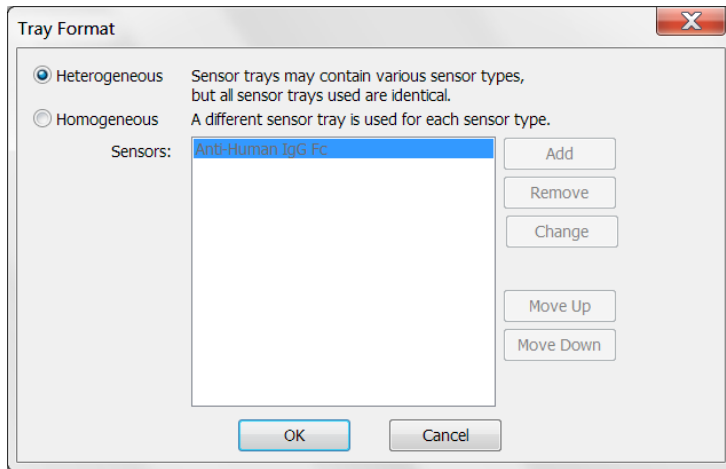 Tray Format
Heterogeneous
Sensor trays may contain various sensor types,
but all sensor trays used are identical.
Homogeneous
A different sensor tray is used for each sensor type.
Sensors:
Anti-Human IgG Fc
Add
Remove
Change
Move Up
Move Down
OK
Cancel